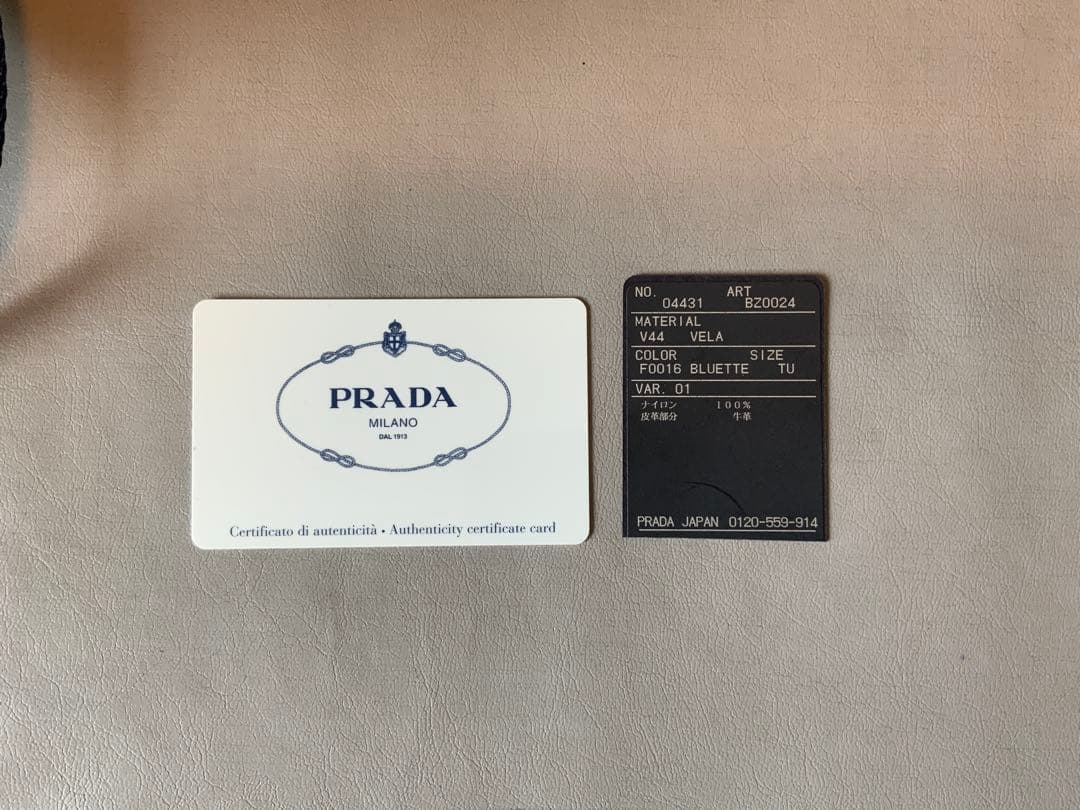 PRADA
MILANO
DAL 1913
Certificato di autenticità • Authenticity certificate card
NO. ART
04431 BZ0024
MATERIAL
V44 VELA
COLOR SIZE
F0016 BLUETTE TU
VAR. 01
ナイロン 100%
皮革部分 牛革
PRADA JAPAN 0120-559-914